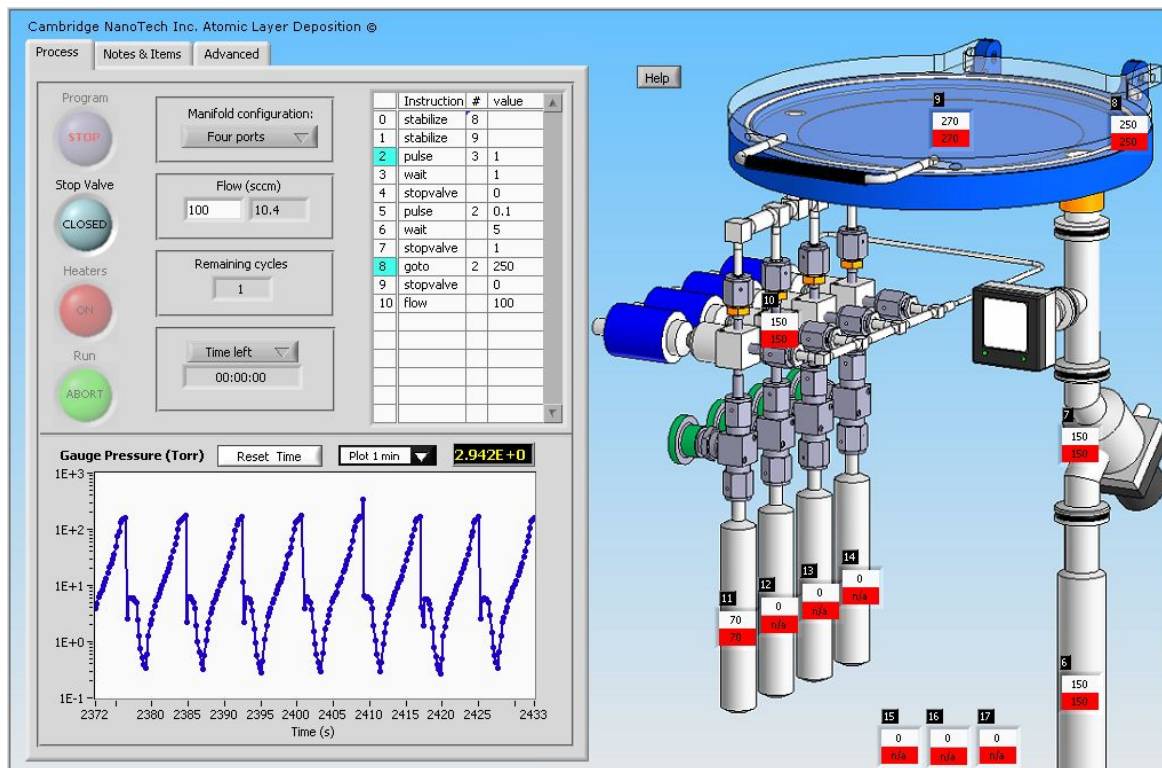 Cambridge NanoTech Inc. Atomic Layer Deposition ©
Process Notes & Items Advanced
Help
Program
STOP
Stop Valve
CLOSED
Heaters
ON
Run
ABORT
Manifold configuration:
Four ports
Flow (sccm)
100 10.4
Remaining cycles
1
Time left
00:00:00
Instruction # value
0 stabilize 8
1 stabilize 9
2 pulse 3 1
3 wait 1
4 stopvalve 0
5 pulse 2 0.1
6 wait 5
7 stopvalve 1
8 goto 2 250
9 stopvalve 0
10 flow 100
Gauge Pressure (Torr) Reset Time Plot 1 min 2.942E+0
1E+3
1E+2
1E+1
1E+0
1E-1
2372 2380 2385 2390 2395 2400 2405 2410 2415 2420 2425 2433
Time (s)
9
270
270
8
250
250
10
150
150
7
150
150
11
70
70
12
0
n/a
13
0
n/a
14
0
n/a
6
150
150
15 16 17
0 0 0
n/a n/a n/a